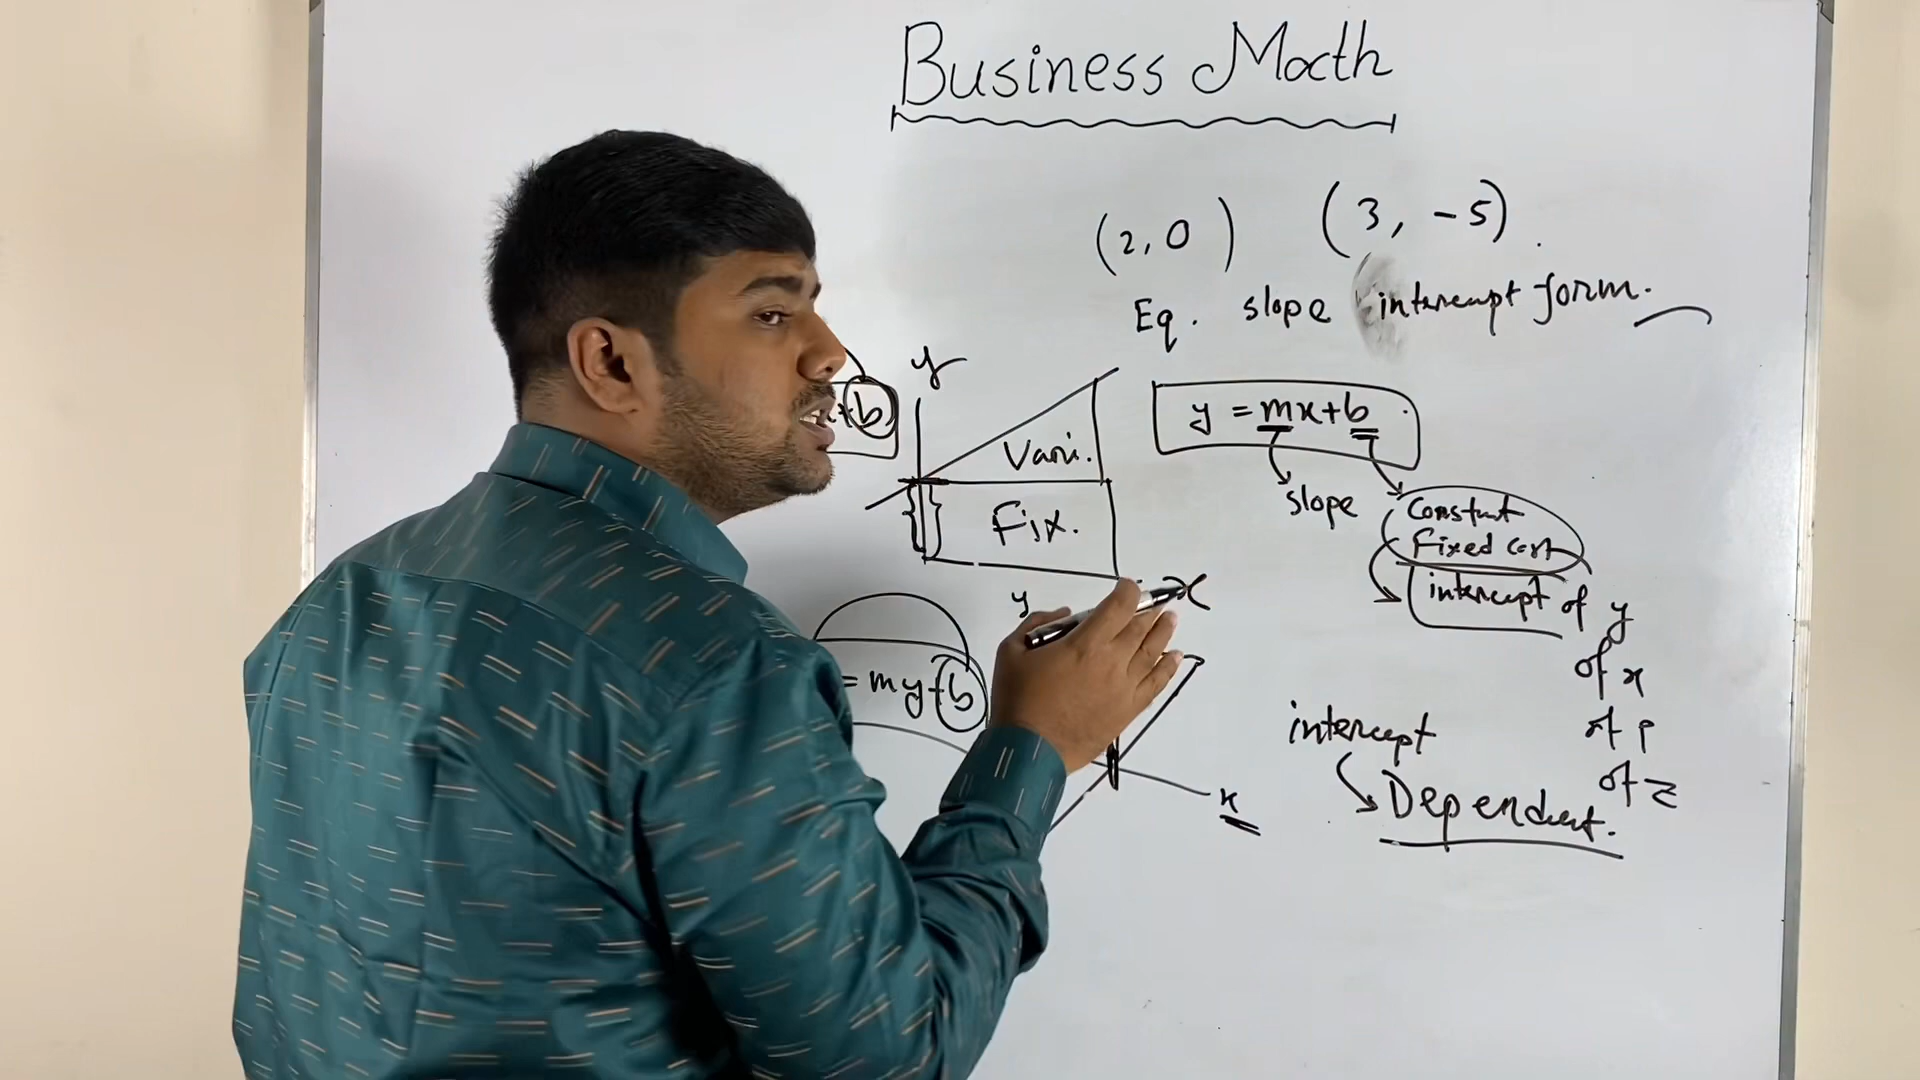 Business Math
(2,0) (3, -5).
Eq. slope intercept form.
y
+b
Vari.
Fix.
x
y = mx+b
slope
Constant
Fixed cost
intercept of y
of x
of P
of z
y
= my+b
x
intercept
Dependent.